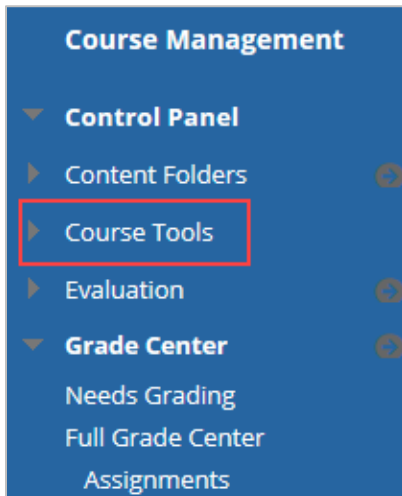 Course Management
Control Panel
Content Folders
Course Tools
Evaluation
Grade Center
Needs Grading
Full Grade Center
Assignments